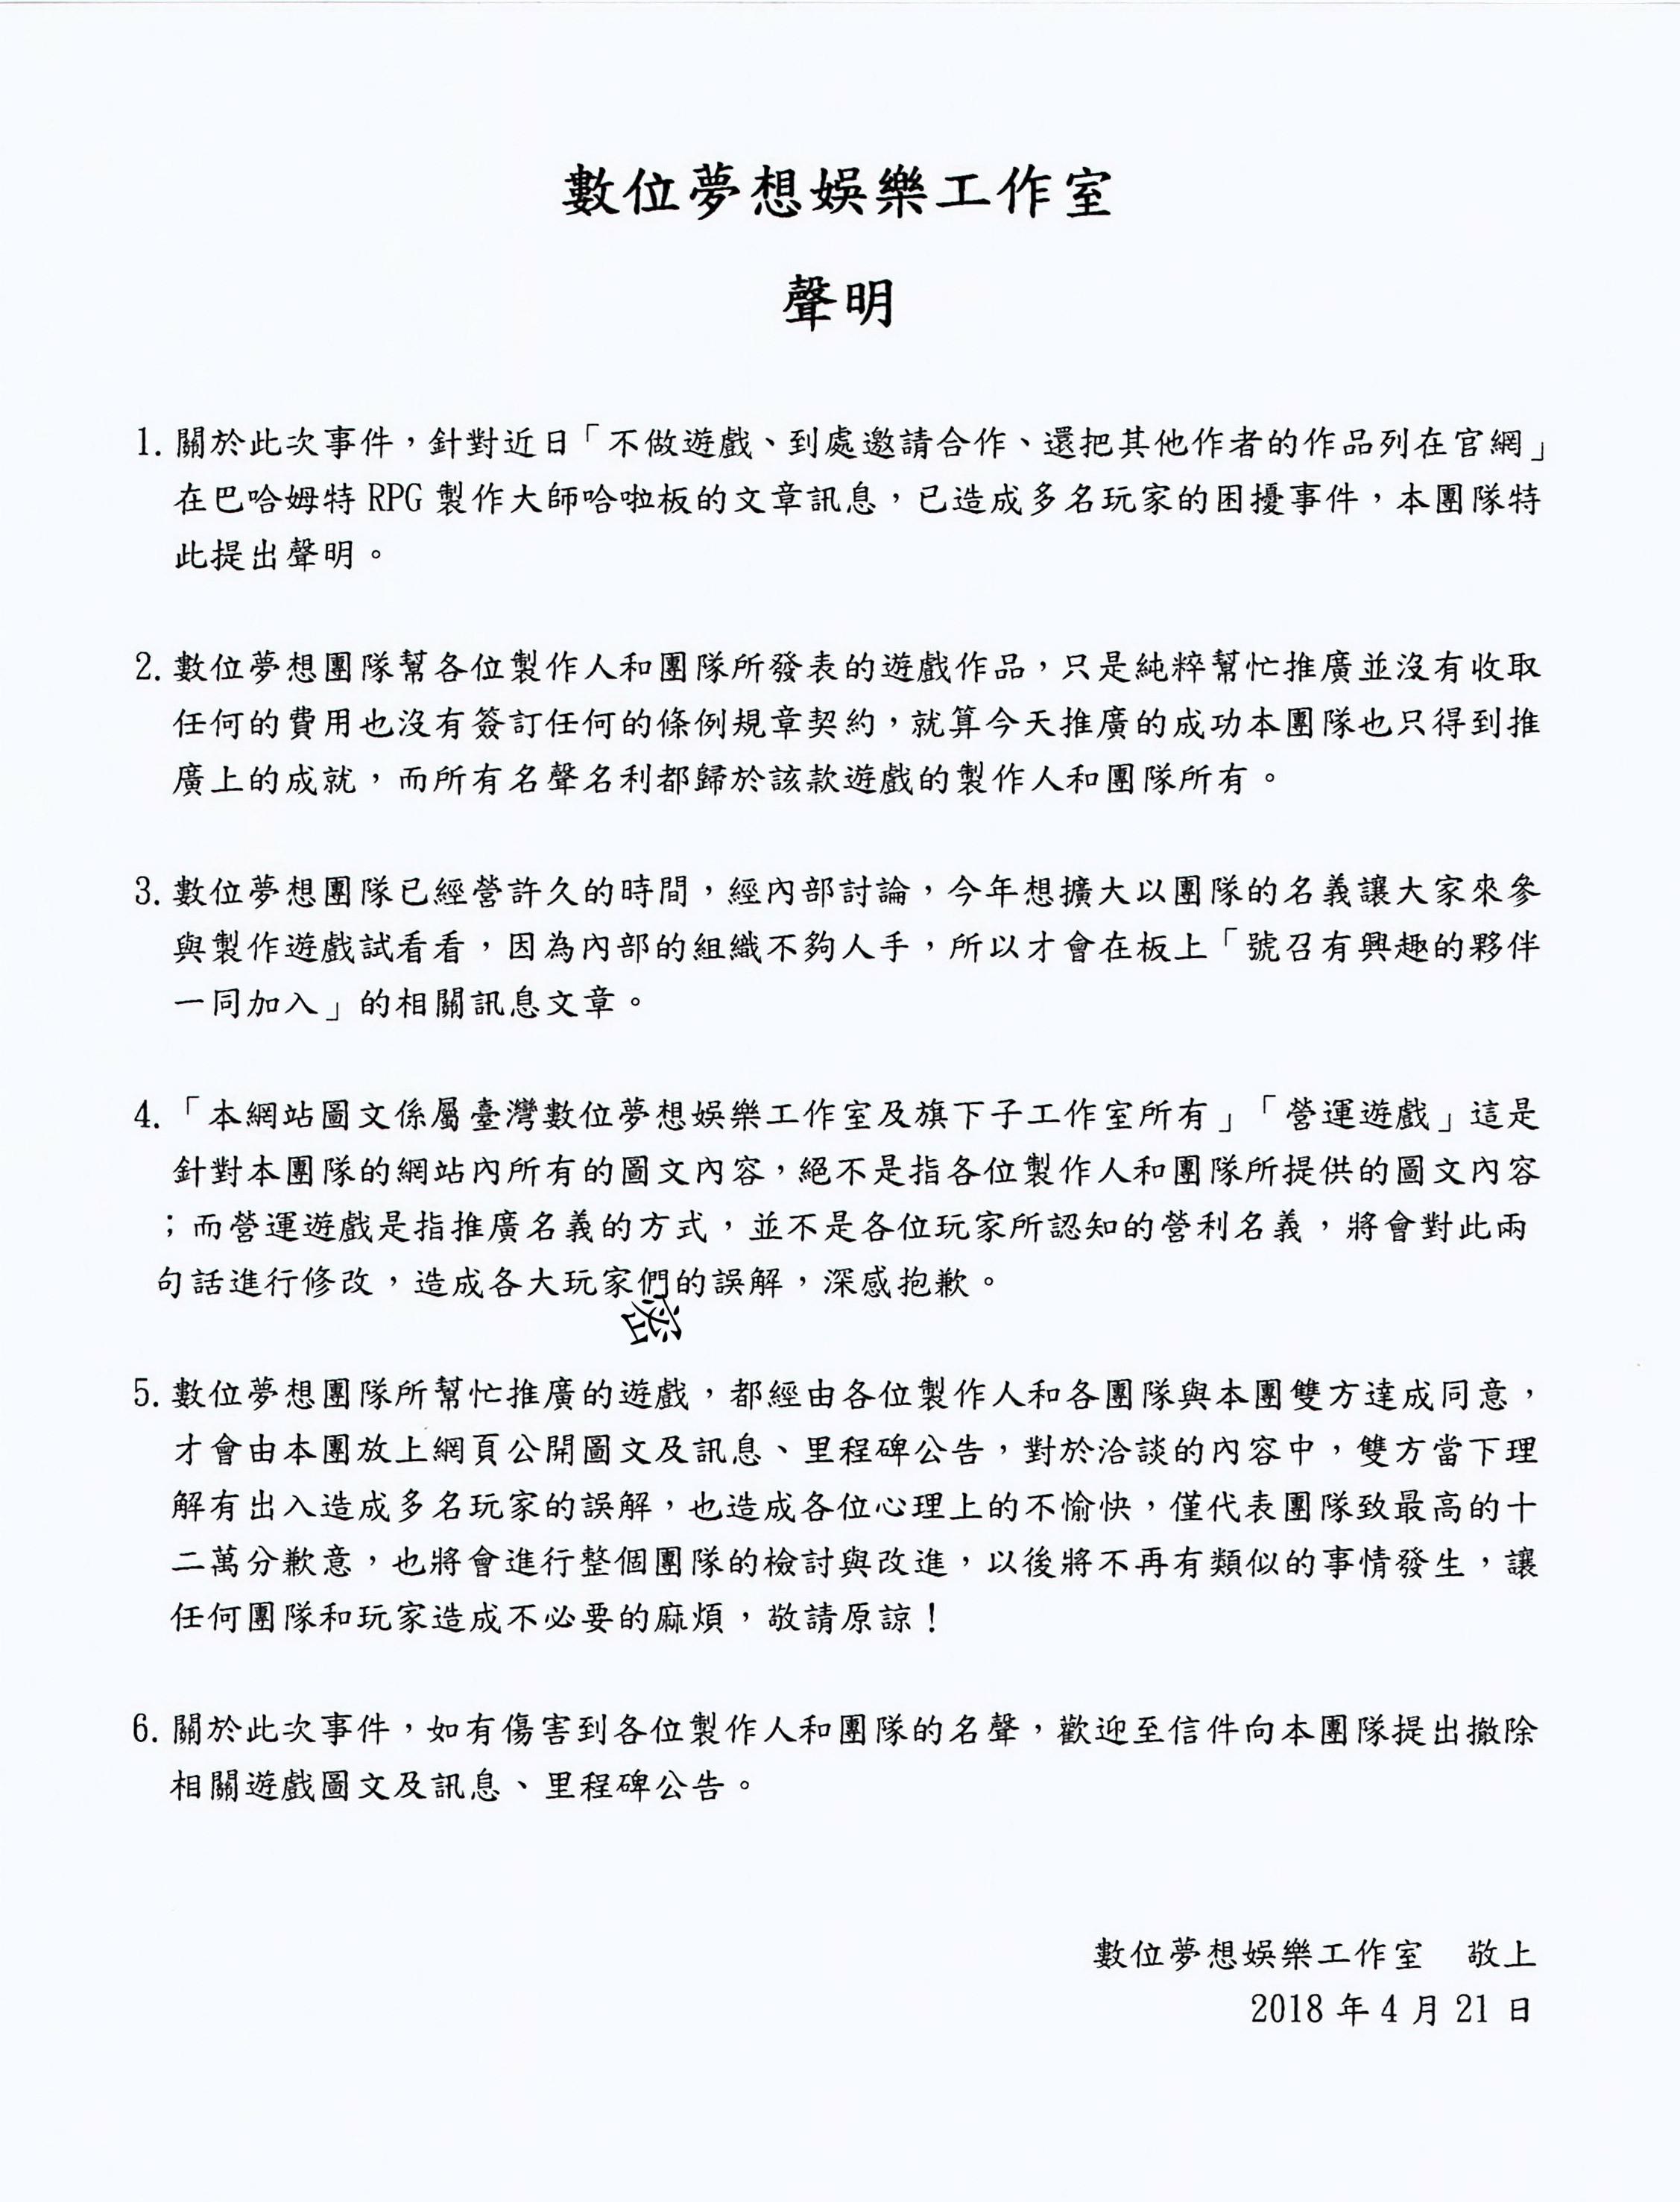 數位夢想娛樂工作室
聲明
1. 關於此次事件，針對近日「不做遊戲、到處邀請合作、還把其他作者的作品列在官網」
在巴哈姆特 RPG 製作大師哈啦板的文章訊息，已造成多名玩家的困擾事件，本團隊特
此提出聲明。
2. 數位夢想團隊幫各位製作人和團隊所發表的遊戲作品，只是純粹幫忙推廣並沒有收取
任何的費用也沒有簽訂任何的條例規章契約，就算今天推廣的成功本團隊也只得到推
廣上的成就，而所有名聲名利都歸於該款遊戲的製作人和團隊所有。
3. 數位夢想團隊已經營許久的時間，經內部討論，今年想擴大以團隊的名義讓大家來參
與製作遊戲試看看，因為內部的組織不夠人手，所以才會在板上「號召有興趣的夥伴
一同加入」的相關訊息文章。
4. 「本網站圖文係屬臺灣數位夢想娛樂工作室及旗下子工作室所有」「營運遊戲」這是
針對本團隊的網站內所有的圖文內容，絕不是指各位製作人和團隊所提供的圖文內容
；而營運遊戲是指推廣名義的方式，並不是各位玩家所認知的營利名義，將會對此兩
句話進行修改，造成各大玩家們的誤解，深感抱歉。
密
5. 數位夢想團隊所幫忙推廣的遊戲，都經由各位製作人和各團隊與本團雙方達成同意，
才會由本團放上網頁公開圖文及訊息、里程碑公告，對於洽談的內容中，雙方當下理
解有出入造成多名玩家的誤解，也造成各位心理上的不愉快，僅代表團隊致最高的十
二萬分歉意，也將會進行整個團隊的檢討與改進，以後將不再有類似的事情發生，讓
任何團隊和玩家造成不必要的麻煩，敬請原諒！
6. 關於此次事件，如有傷害到各位製作人和團隊的名聲，歡迎至信件向本團隊提出撤除
相關遊戲圖文及訊息、里程碑公告。
數位夢想娛樂工作室　敬上
2018 年 4 月 21 日